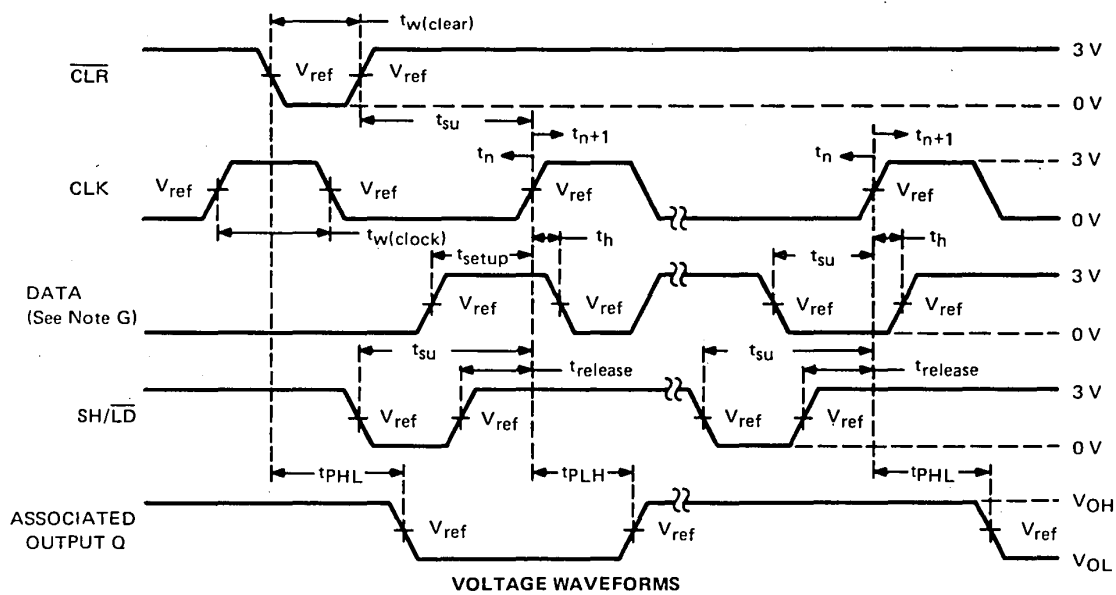 tw(clear)
CLR Vref Vref 3 V
0 V
tsu
tn+1 tn+1
tn tn
CLK Vref Vref Vref Vref 3 V
0 V
tw(clock)
th th
tsetup tsu
DATA
(See Note G)
Vref Vref Vref Vref 3 V
0 V
tsu tsu
trelease trelease
SH/LD Vref Vref Vref Vref 3 V
0 V
tPHL tPLH tPHL
ASSOCIATED
OUTPUT Q
Vref Vref Vref VOH
VOL
VOLTAGE WAVEFORMS